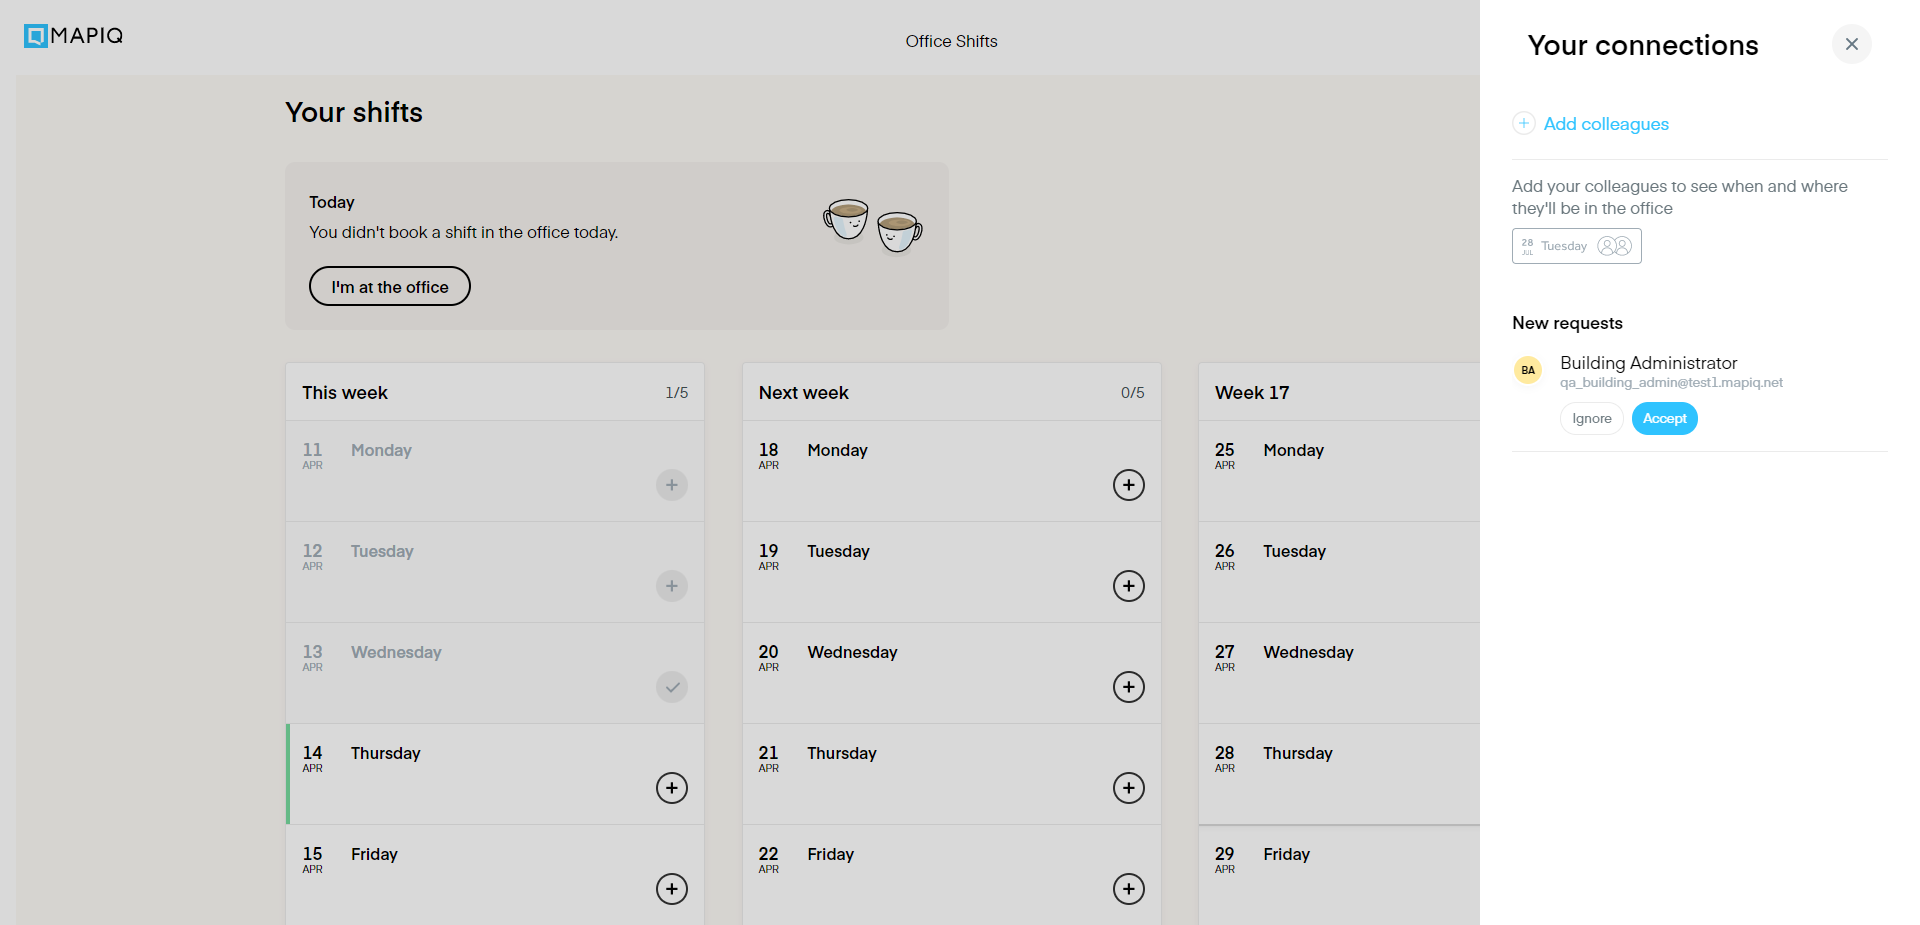 MAPIQ
Office Shifts
Your shifts
Today
You didn't book a shift in the office today.
I'm at the office
This week 1/5
11 APR Monday
12 APR Tuesday
13 APR Wednesday
14 APR Thursday
15 APR Friday
Next week 0/5
18 APR Monday
19 APR Tuesday
20 APR Wednesday
21 APR Thursday
22 APR Friday
Week 17
25 APR Monday
26 APR Tuesday
27 APR Wednesday
28 APR Thursday
29 APR Friday
Your connections
Add colleagues
Add your colleagues to see when and where
they'll be in the office
28 JUL Tuesday
New requests
BA
Building Administrator
qa_building_admin@test1.mapiq.net
Ignore Accept